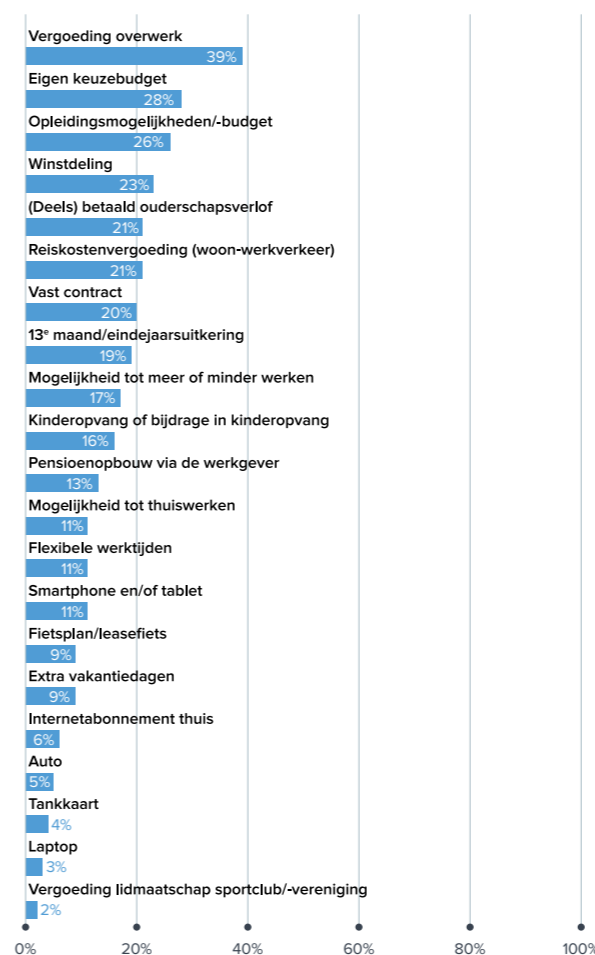 Vergoeding overwerk
39%
Eigen keuzebudget
28%
Opleidingsmogelijkheden/-budget
26%
Winstdeling
23%
(Deels) betaald ouderschapsverlof
21%
Reiskostenvergoeding (woon-werkverkeer)
21%
Vast contract
20%
13e maand/eindejaarsuitkering
19%
Mogelijkheid tot meer of minder werken
17%
Kinderopvang of bijdrage in kinderopvang
16%
Pensioenopbouw via de werkgever
13%
Mogelijkheid tot thuiswerken
11%
Flexibele werktijden
11%
Smartphone en/of tablet
11%
Fietsplan/leasefiets
9%
Extra vakantiedagen
9%
Internetabonnement thuis
6%
Auto
5%
Tankkaart
4%
Laptop
3%
Vergoeding lidmaatschap sportclub/-vereniging
2%
0% 20% 40% 60% 80% 100%